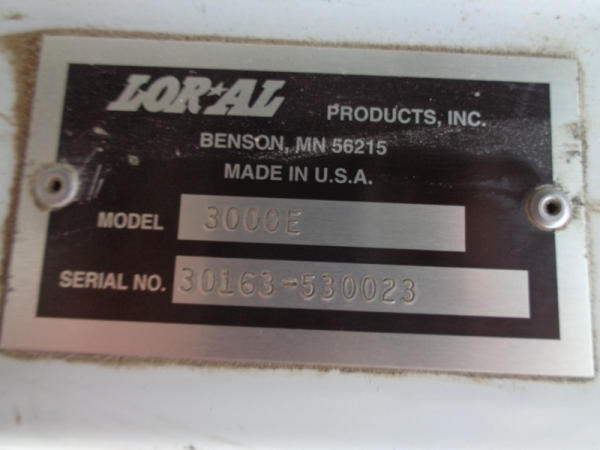 LOR★AL PRODUCTS, INC.
BENSON, MN 56215
MADE IN U.S.A.
MODEL 3000E
SERIAL NO. 30163-530023